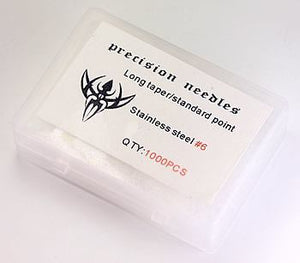 precision needles
Long taper/standard point
Stainless steel #6
QTY:1000PCS